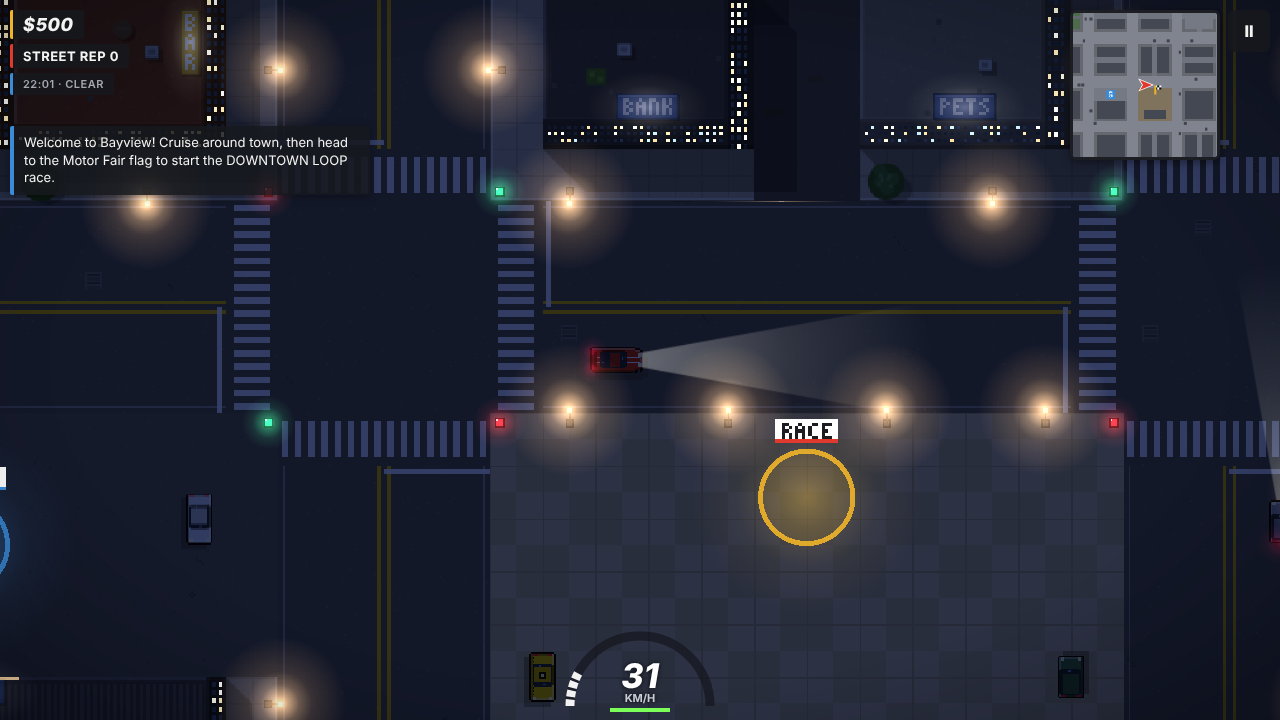 $500
STREET REP 0
22:01 · CLEAR
Welcome to Bayview! Cruise around town, then head
to the Motor Fair flag to start the DOWNTOWN LOOP
race.
BAR
BANK
PETS
S
RACE
31
KM/H